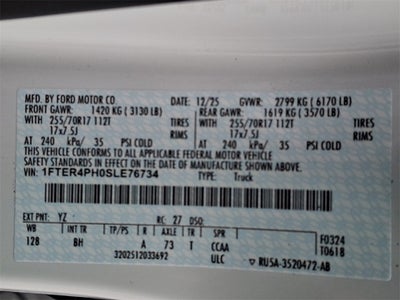 MFD. BY FORD MOTOR CO. DATE: 12/25 GVWR: 2799 KG ( 6170 LB)
FRONT GAWR: 1420 KG ( 3130 LB) REAR GAWR: 1619 KG ( 3570 LB)
WITH 255/70R17 112T TIRES WITH 255/70R17 112T TIRES
17x7.5J RIMS 17x7.5J RIMS
AT 240 kPa/ 35 PSI COLD AT 240 kPa/ 35 PSI COLD
THIS VEHICLE CONFORMS TO ALL APPLICABLE FEDERAL MOTOR VEHICLE
SAFETY STANDARDS IN EFFECT ON THE DATE OF MANUFACTURE SHOWN ABOVE.
VIN: 1FTER4PH0SLE76734 TYPE: Truck
EXT PNT: YZ RC: 27 DSO:
WB INT TR TP/PS R AXLE TR SPR F0324
128 BH A 73 T CCAA T0618
3202512033692 ULC RU5A-3520472-AB